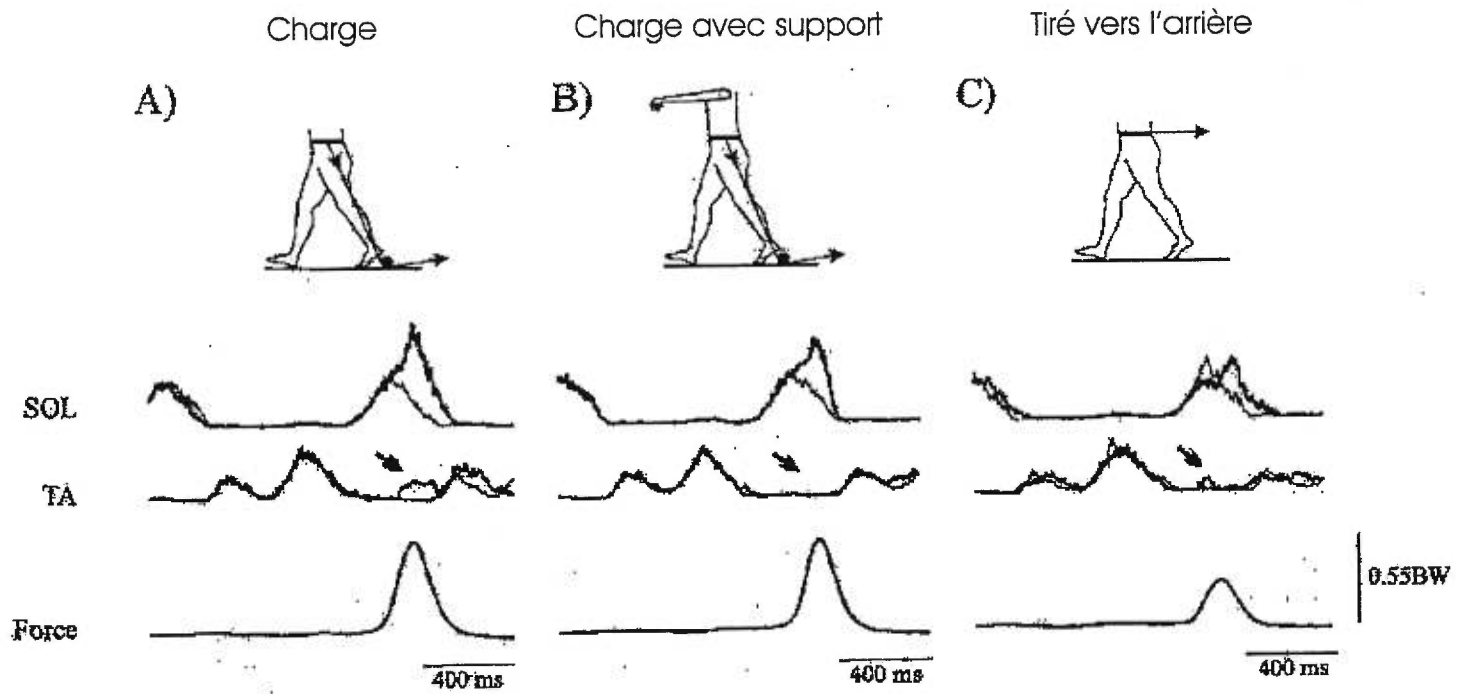 Charge
Charge avec support
Tiré vers l'arrière
A)
B)
C)
SOL
TA
Force
0.55BW
400 ms
400 ms
400 ms